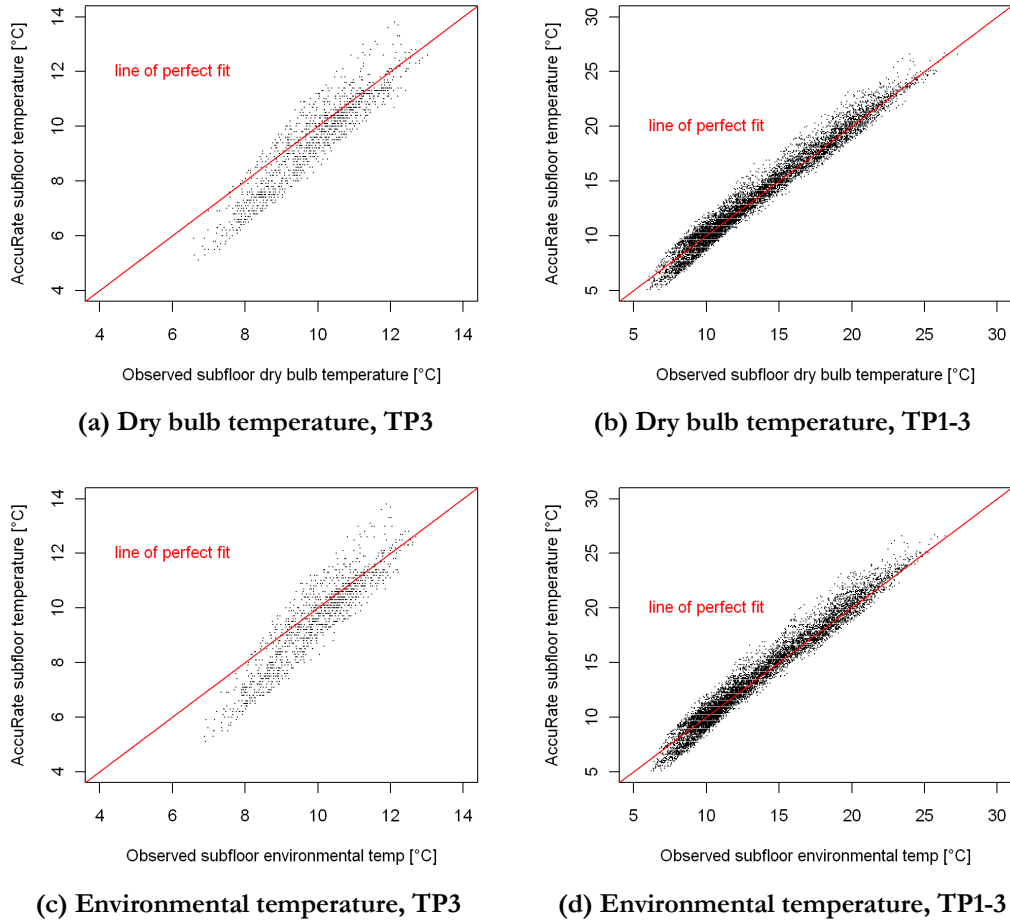 AccuRate subfloor temperature [°C]
14
12
10
8
6
4
line of perfect fit
4 6 8 10 12 14
Observed subfloor dry bulb temperature [°C]
(a) Dry bulb temperature, TP3
AccuRate subfloor temperature [°C]
30
25
20
15
10
5
line of perfect fit
5 10 15 20 25 30
Observed subfloor dry bulb temperature [°C]
(b) Dry bulb temperature, TP1-3
AccuRate subfloor temperature [°C]
14
12
10
8
6
4
line of perfect fit
4 6 8 10 12 14
Observed subfloor environmental temp [°C]
(c) Environmental temperature, TP3
AccuRate subfloor temperature [°C]
30
25
20
15
10
5
line of perfect fit
5 10 15 20 25 30
Observed subfloor environmental temp [°C]
(d) Environmental temperature, TP1-3